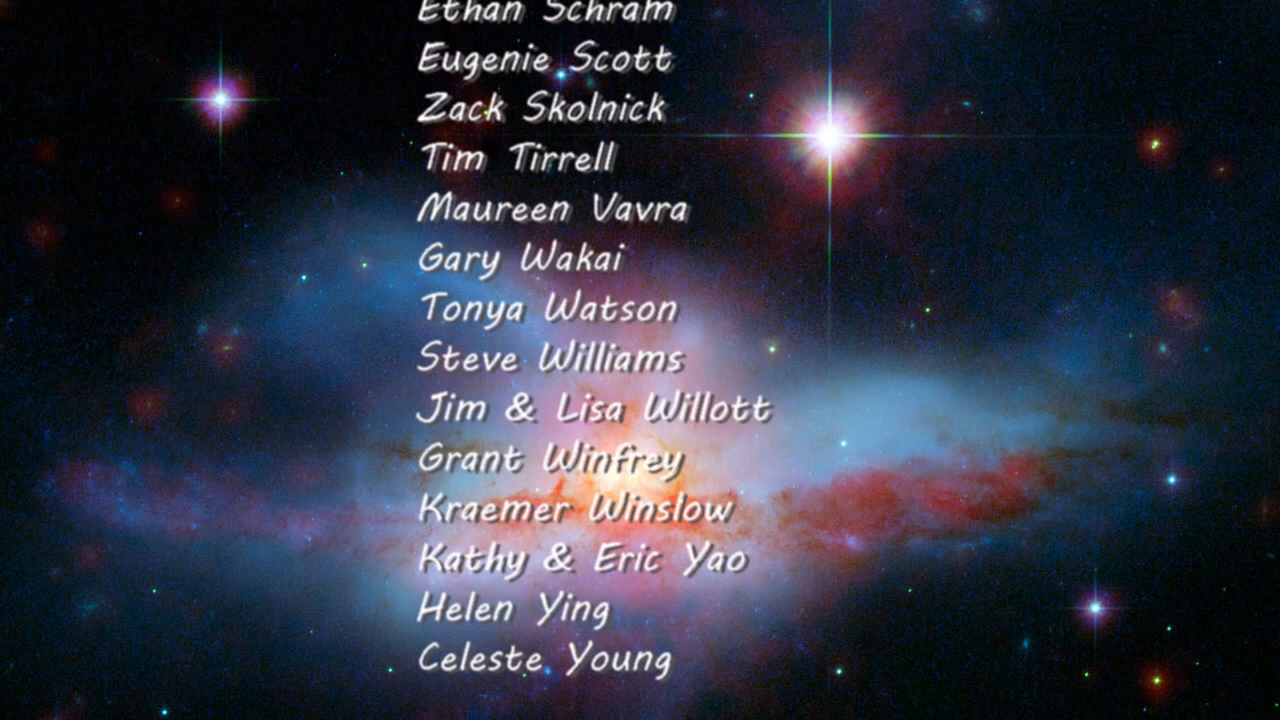 Ethan Schram
Eugenie Scott
Zack Skolnick
Tim Tirrell
Maureen Vavra
Gary Wakai
Tonya Watson
Steve Williams
Jim & Lisa Willott
Grant Winfrey
Kraemer Winslow
Kathy & Eric Yao
Helen Ying
Celeste Young